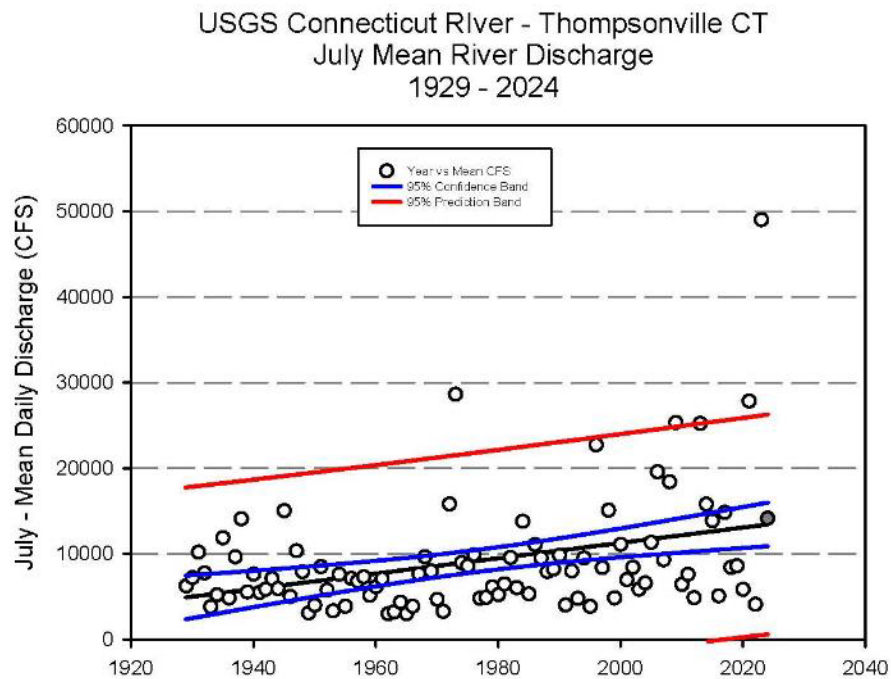 USGS Connecticut RIver - Thompsonville CT
July Mean River Discharge
1929 - 2024
60000
50000
40000
30000
20000
10000
0
July - Mean Daily Discharge (CFS)
Year vs Mean CFS
95% Confidence Band
95% Prediction Band
1920 1940 1960 1980 2000 2020 2040